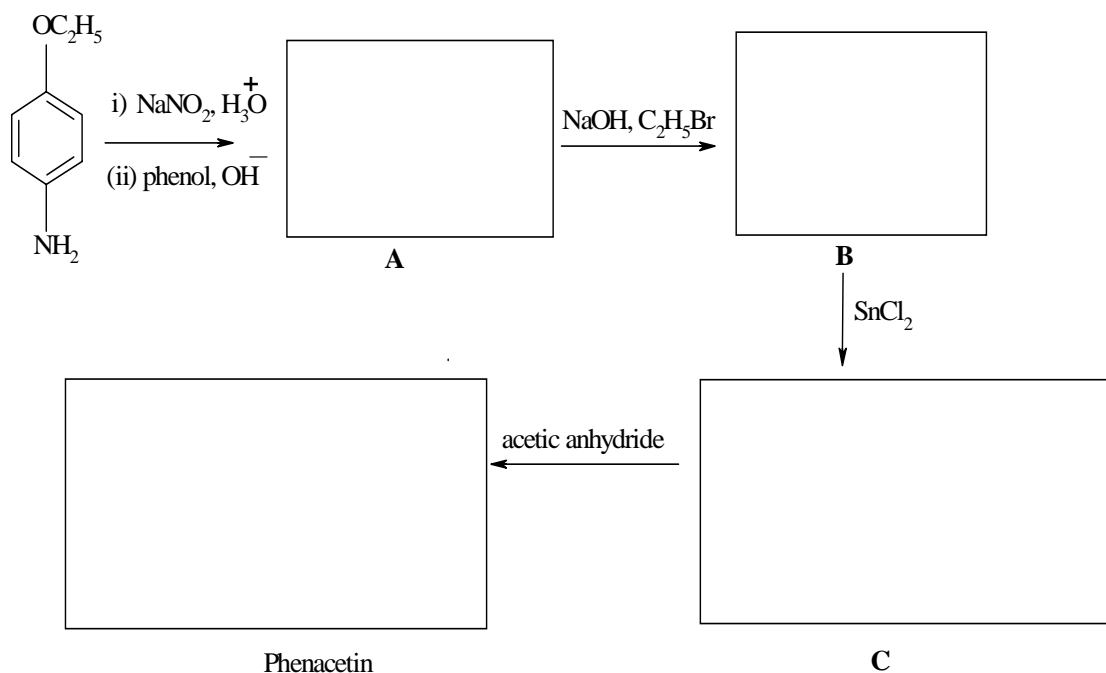 OC₂H₅
i) NaNO₂, H₃O⁺
(ii) phenol, OH⁻
NH₂
A
NaOH, C₂H₅Br
B
SnCl₂
acetic anhydride
Phenacetin
C